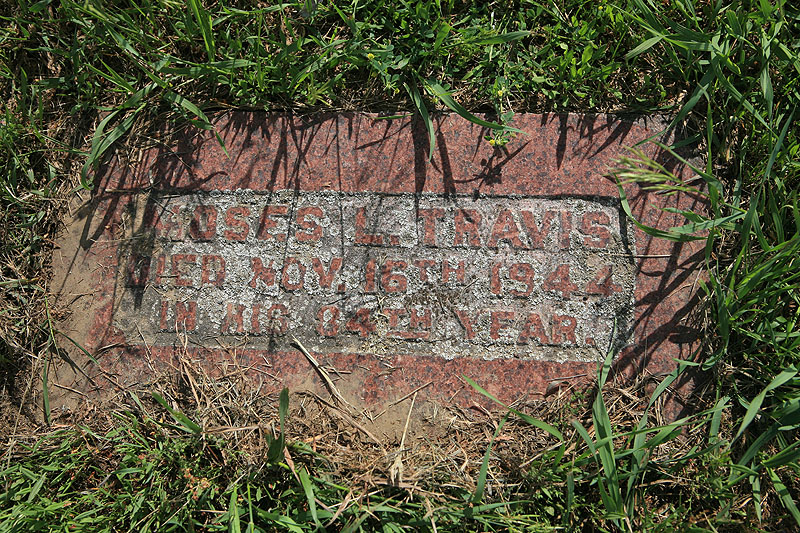 MOSES L. TRAVIS
DIED NOV. 16TH 1944
IN HIS 84TH YEAR.